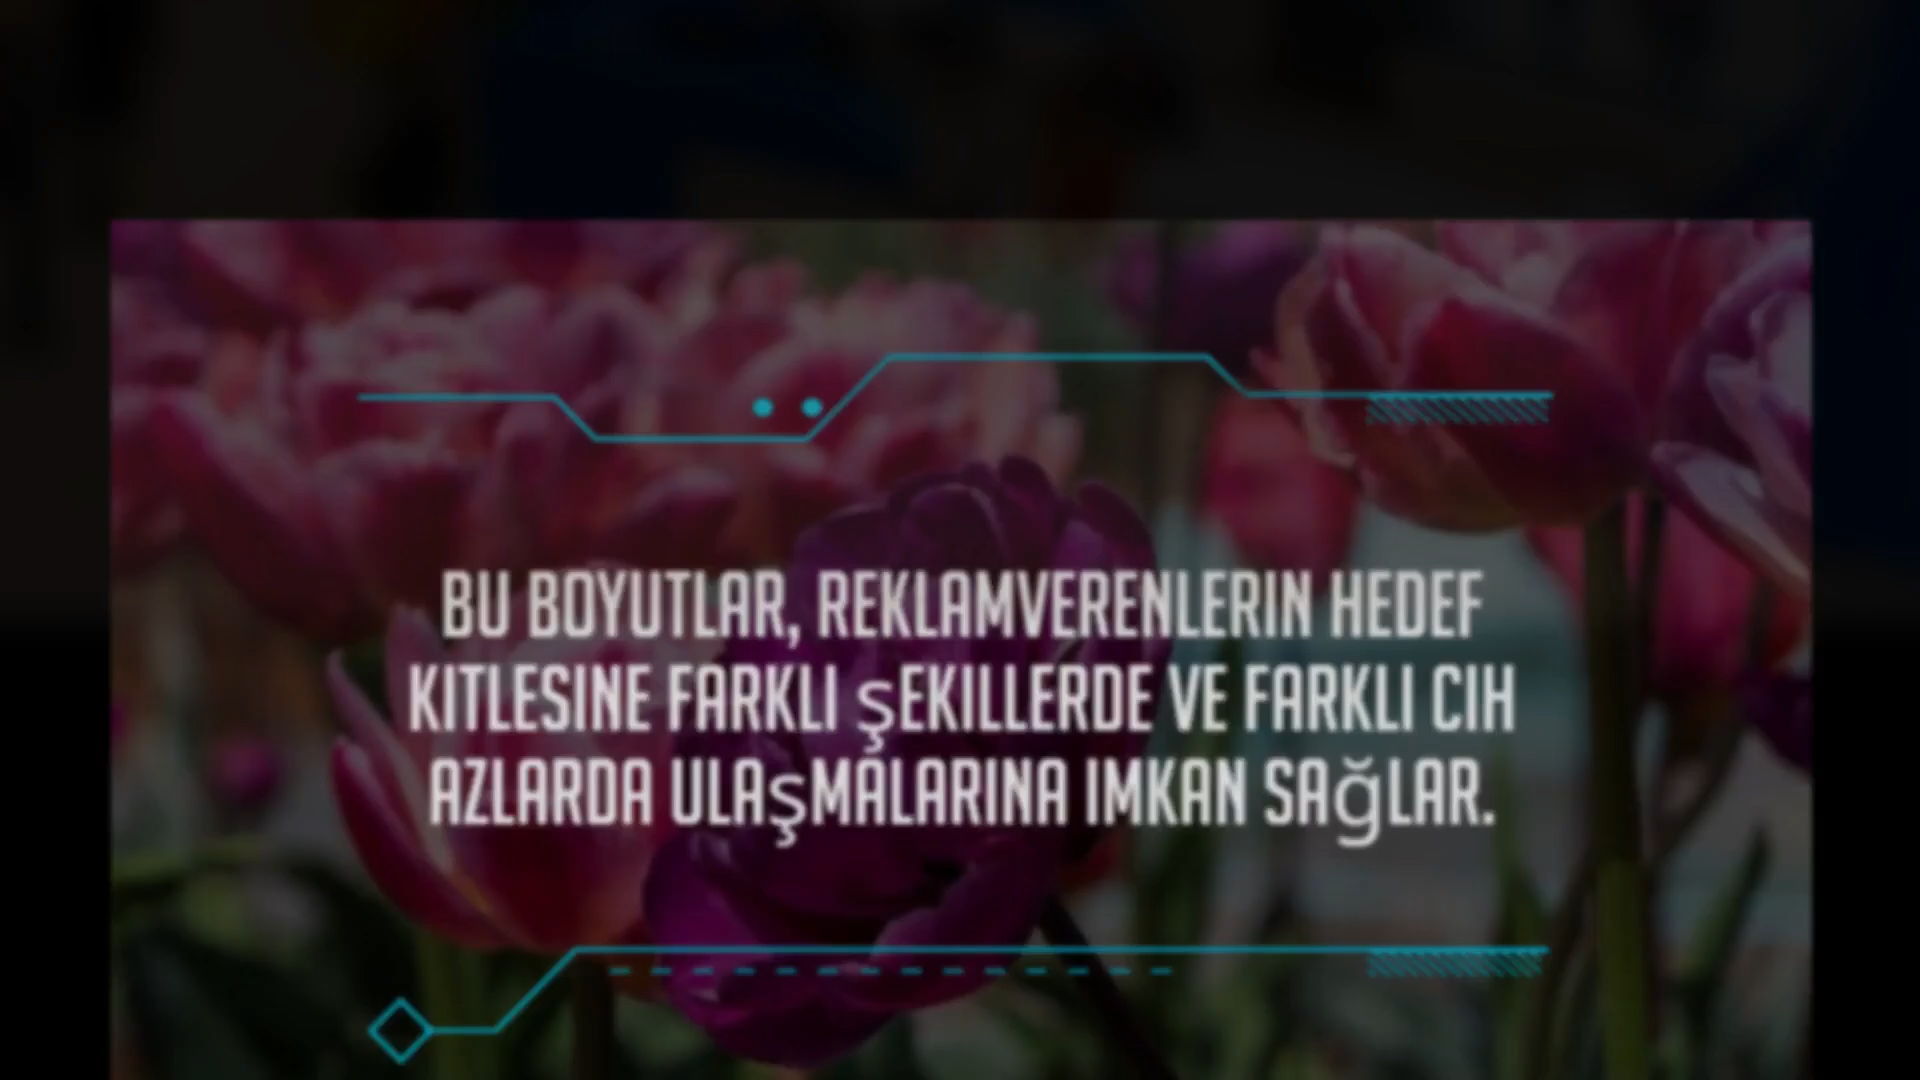 BU BOYUTLAR, REKLAMVERENLERIN HEDEF
KITLESINE FARKLI şEKILLERDE VE FARKLI CIH
AZLARDA ULAşMALARINA IMKAN SAğLAR.